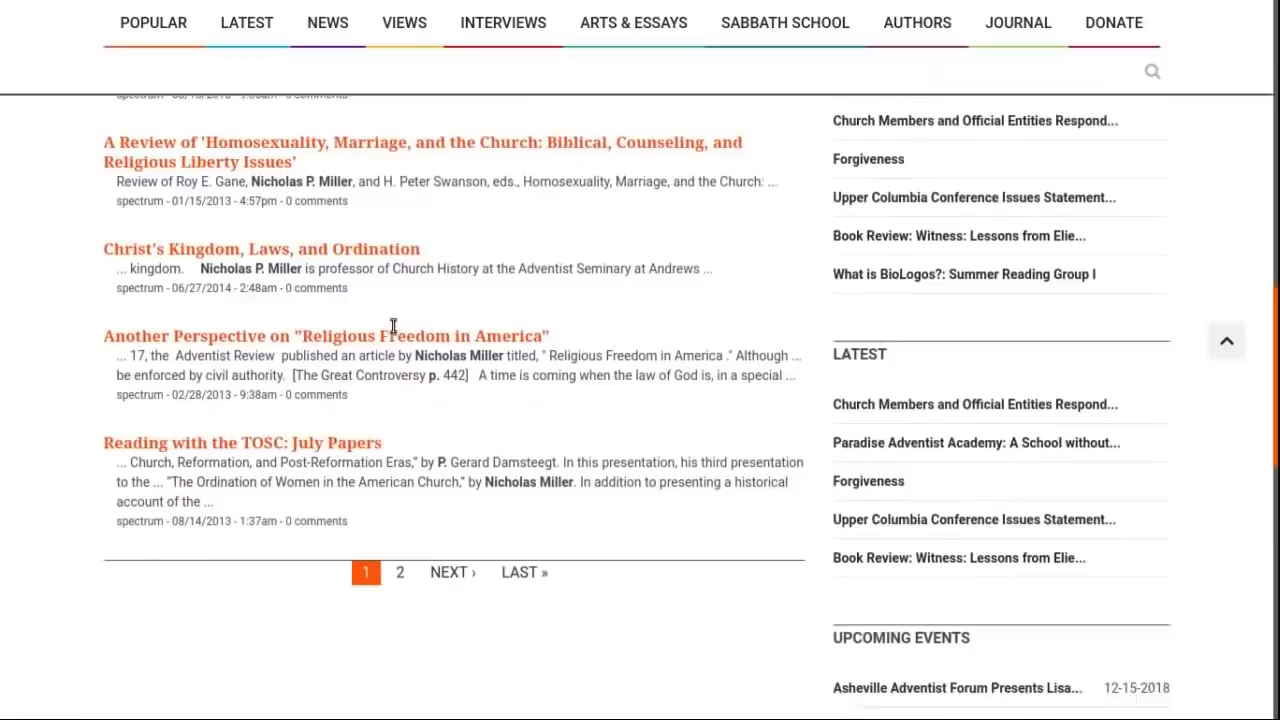 POPULAR LATEST NEWS VIEWS INTERVIEWS ARTS & ESSAYS SABBATH SCHOOL AUTHORS JOURNAL DONATE
A Review of 'Homosexuality, Marriage, and the Church: Biblical, Counseling, and
Religious Liberty Issues'
Review of Roy E. Gane, Nicholas P. Miller, and H. Peter Swanson, eds., Homosexuality, Marriage, and the Church: ...
spectrum - 01/15/2013 - 4:57pm - 0 comments
Christ's Kingdom, Laws, and Ordination
... kingdom. Nicholas P. Miller is professor of Church History at the Adventist Seminary at Andrews ...
spectrum - 06/27/2014 - 2:48am - 0 comments
Another Perspective on "Religious Freedom in America"
... 17, the Adventist Review published an article by Nicholas Miller titled, " Religious Freedom in America ." Although ...
be enforced by civil authority. [The Great Controversy p. 442] A time is coming when the law of God is, in a special ...
spectrum - 02/28/2013 - 9:38am - 0 comments
Reading with the TOSC: July Papers
... Church, Reformation, and Post-Reformation Eras," by P. Gerard Damsteegt. In this presentation, his third presentation
to the ... "The Ordination of Women in the American Church," by Nicholas Miller. In addition to presenting a historical
account of the ...
spectrum - 08/14/2013 - 1:37am - 0 comments
1 2 NEXT › LAST »
Church Members and Official Entities Respond...
Forgiveness
Upper Columbia Conference Issues Statement...
Book Review: Witness: Lessons from Elie...
What is BioLogos?: Summer Reading Group I
LATEST
Church Members and Official Entities Respond...
Paradise Adventist Academy: A School without...
Forgiveness
Upper Columbia Conference Issues Statement...
Book Review: Witness: Lessons from Elie...
UPCOMING EVENTS
Asheville Adventist Forum Presents Lisa... 12-15-2018